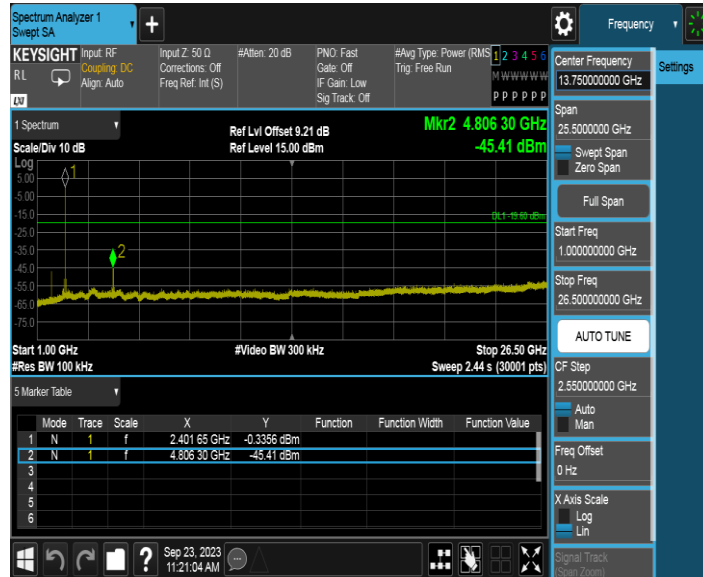 Spectrum Analyzer 1
Swept SA
+
Frequency
KEYSIGHT Input: RF
RL
Coupling: DC
Align: Auto
LXI
Input Z: 50 Ω
Corrections: Off
Freq Ref: Int (S)
#Atten: 20 dB
PNO: Fast
Gate: Off
IF Gain: Low
Sig Track: Off
#Avg Type: Power (RMS
Trig: Free Run
1 2 3 4 5 6
M W W W W W
P P P P P P
1 Spectrum
Scale/Div 10 dB
Ref Lvl Offset 9.21 dB
Ref Level 15.00 dBm
Mkr2 4.806 30 GHz
-45.41 dBm
Log
5.00
-5.00
-15.0
-25.0
-35.0
-45.0
-55.0
-65.0
-75.0
1
2
Start 1.00 GHz
#Res BW 100 kHz
#Video BW 300 kHz
Stop 26.50 GHz
Sweep 2.44 s (30001 pts)
5 Marker Table
Mode Trace Scale X Y Function Function Width Function Value
1 N 1 f 2.401 65 GHz -0.3356 dBm
2 N 1 f 4.806 30 GHz -45.41 dBm
3
4
5
6
?
Sep 23, 2023
11:21:04 AM
Center Frequency
13.750000000 GHz
Settings
Span
25.5000000 GHz
Swept Span
Zero Span
Full Span
Start Freq
1.000000000 GHz
Stop Freq
26.500000000 GHz
AUTO TUNE
CF Step
2.550000000 GHz
Auto
Man
Freq Offset
0 Hz
X Axis Scale
Log
Lin
Signal Track
(Span Zoom)